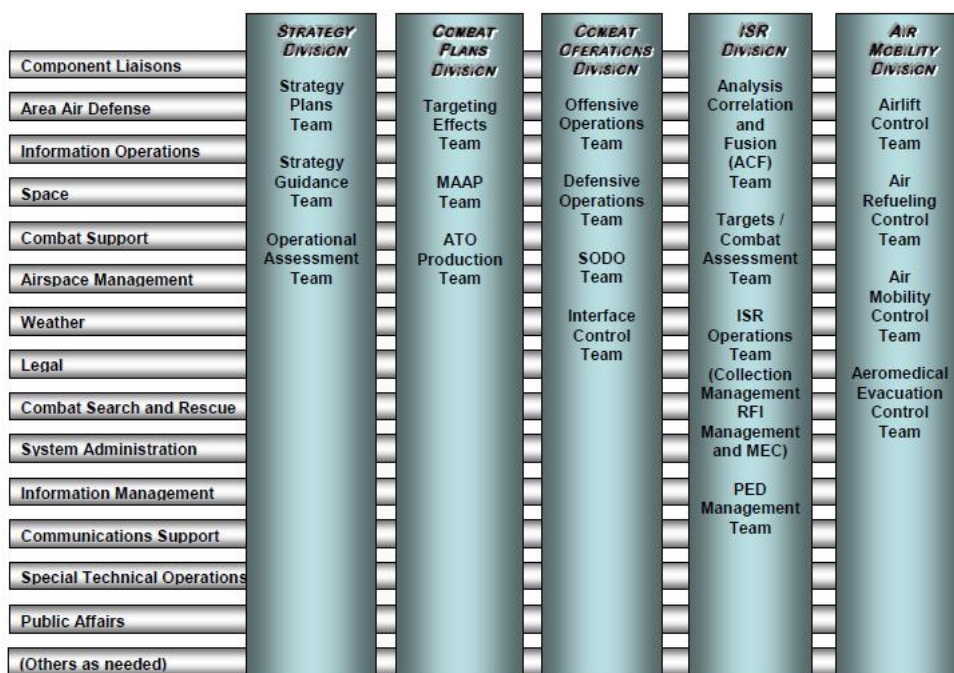 Component Liaisons
Area Air Defense
Information Operations
Space
Combat Support
Airspace Management
Weather
Legal
Combat Search and Rescue
System Administration
Information Management
Communications Support
Special Technical Operations
Public Affairs
(Others as needed)
STRATEGY
DIVISION
Strategy
Plans
Team
Strategy
Guidance
Team
Operational
Assessment
Team
COMBAT
PLANS
DIVISION
Targeting
Effects
Team
MAAP
Team
ATO
Production
Team
COMBAT
OPERATIONS
DIVISION
Offensive
Operations
Team
Defensive
Operations
Team
SODO
Team
Interface
Control
Team
ISR
DIVISION
Analysis
Correlation
and
Fusion
(ACF)
Team
Targets /
Combat
Assessment
Team
ISR
Operations
Team
(Collection
Management
RFI
Management
and MEC)
PED
Management
Team
AIR
MOBILITY
DIVISION
Airlift
Control
Team
Air
Refueling
Control
Team
Air
Mobility
Control
Team
Aeromedical
Evacuation
Control
Team